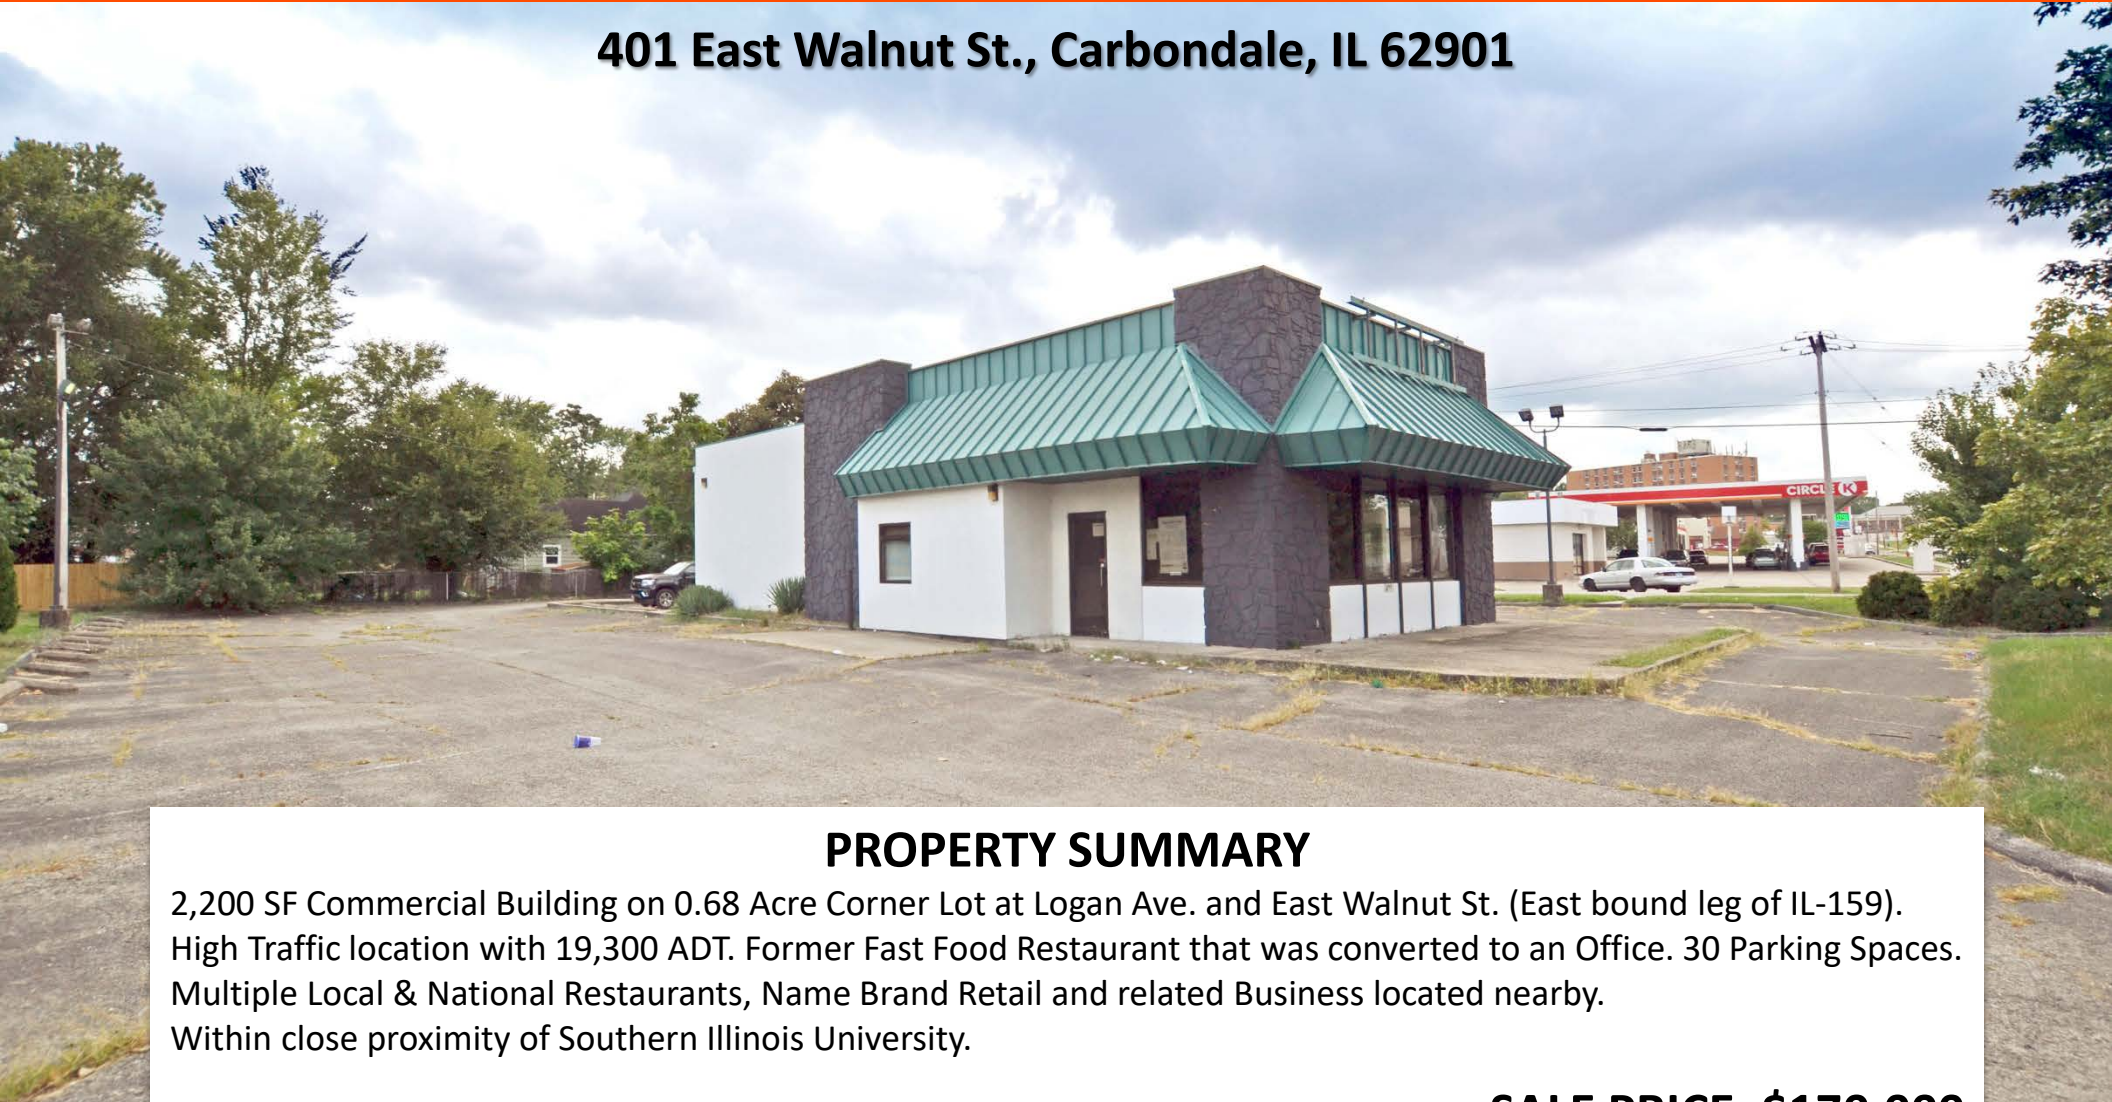 401 East Walnut St., Carbondale, IL 62901
CIRCLE K
PROPERTY SUMMARY
2,200 SF Commercial Building on 0.68 Acre Corner Lot at Logan Ave. and East Walnut St. (East bound leg of IL-159).
High Traffic location with 19,300 ADT. Former Fast Food Restaurant that was converted to an Office. 30 Parking Spaces.
Multiple Local & National Restaurants, Name Brand Retail and related Business located nearby.
Within close proximity of Southern Illinois University.
SALE PRICE